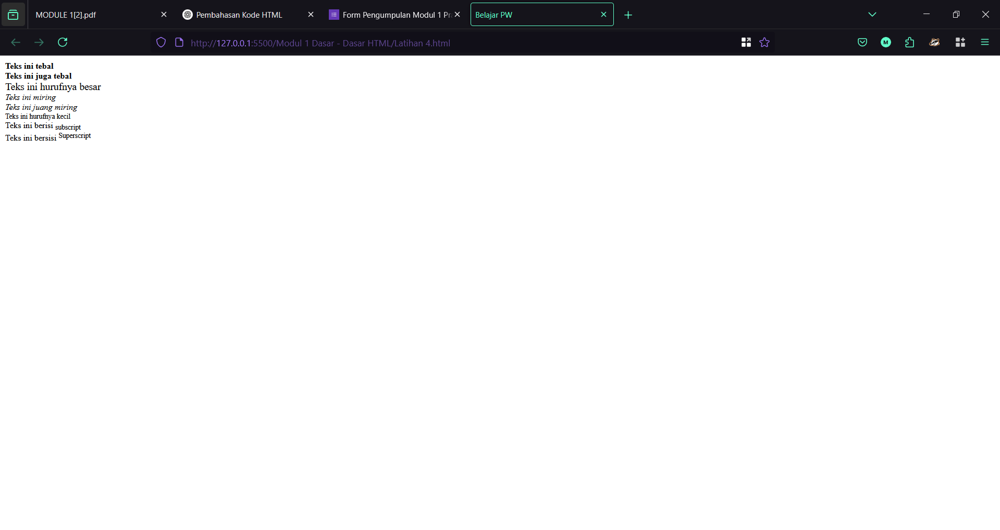 MODULE 1[2].pdf
Pembahasan Kode HTML
Form Pengumpulan Modul 1 Pr
Belajar PW
http://127.0.0.1:5500/Modul 1 Dasar - Dasar HTML/Latihan 4.html
M
Teks ini tebal
Teks ini juga tebal
Teks ini hurufnya besar
Teks ini miring
Teks ini juang miring
Teks ini hurufnya kecil
Teks ini berisi subscript
Teks ini bersisi Superscript